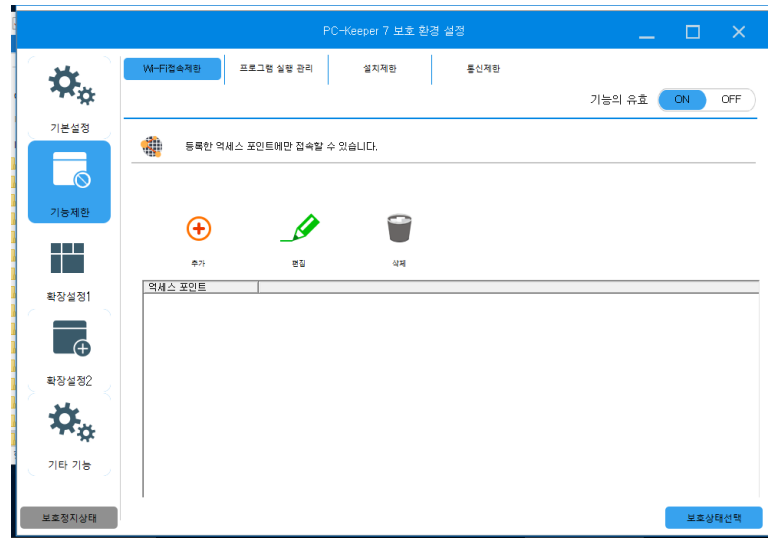 PC-Keeper 7 보호 환경 설정
Wi-Fi접속제한 프로그램 실행 관리 설치제한 통신제한
기능의 유효 ON OFF
기본설정
등록한 억세스 포인트에만 접속할 수 있습니다.
기능제한
추가 편집 삭제
억세스 포인트
확장설정1
확장설정2
기타 기능
보호정지상태
보호상태선택